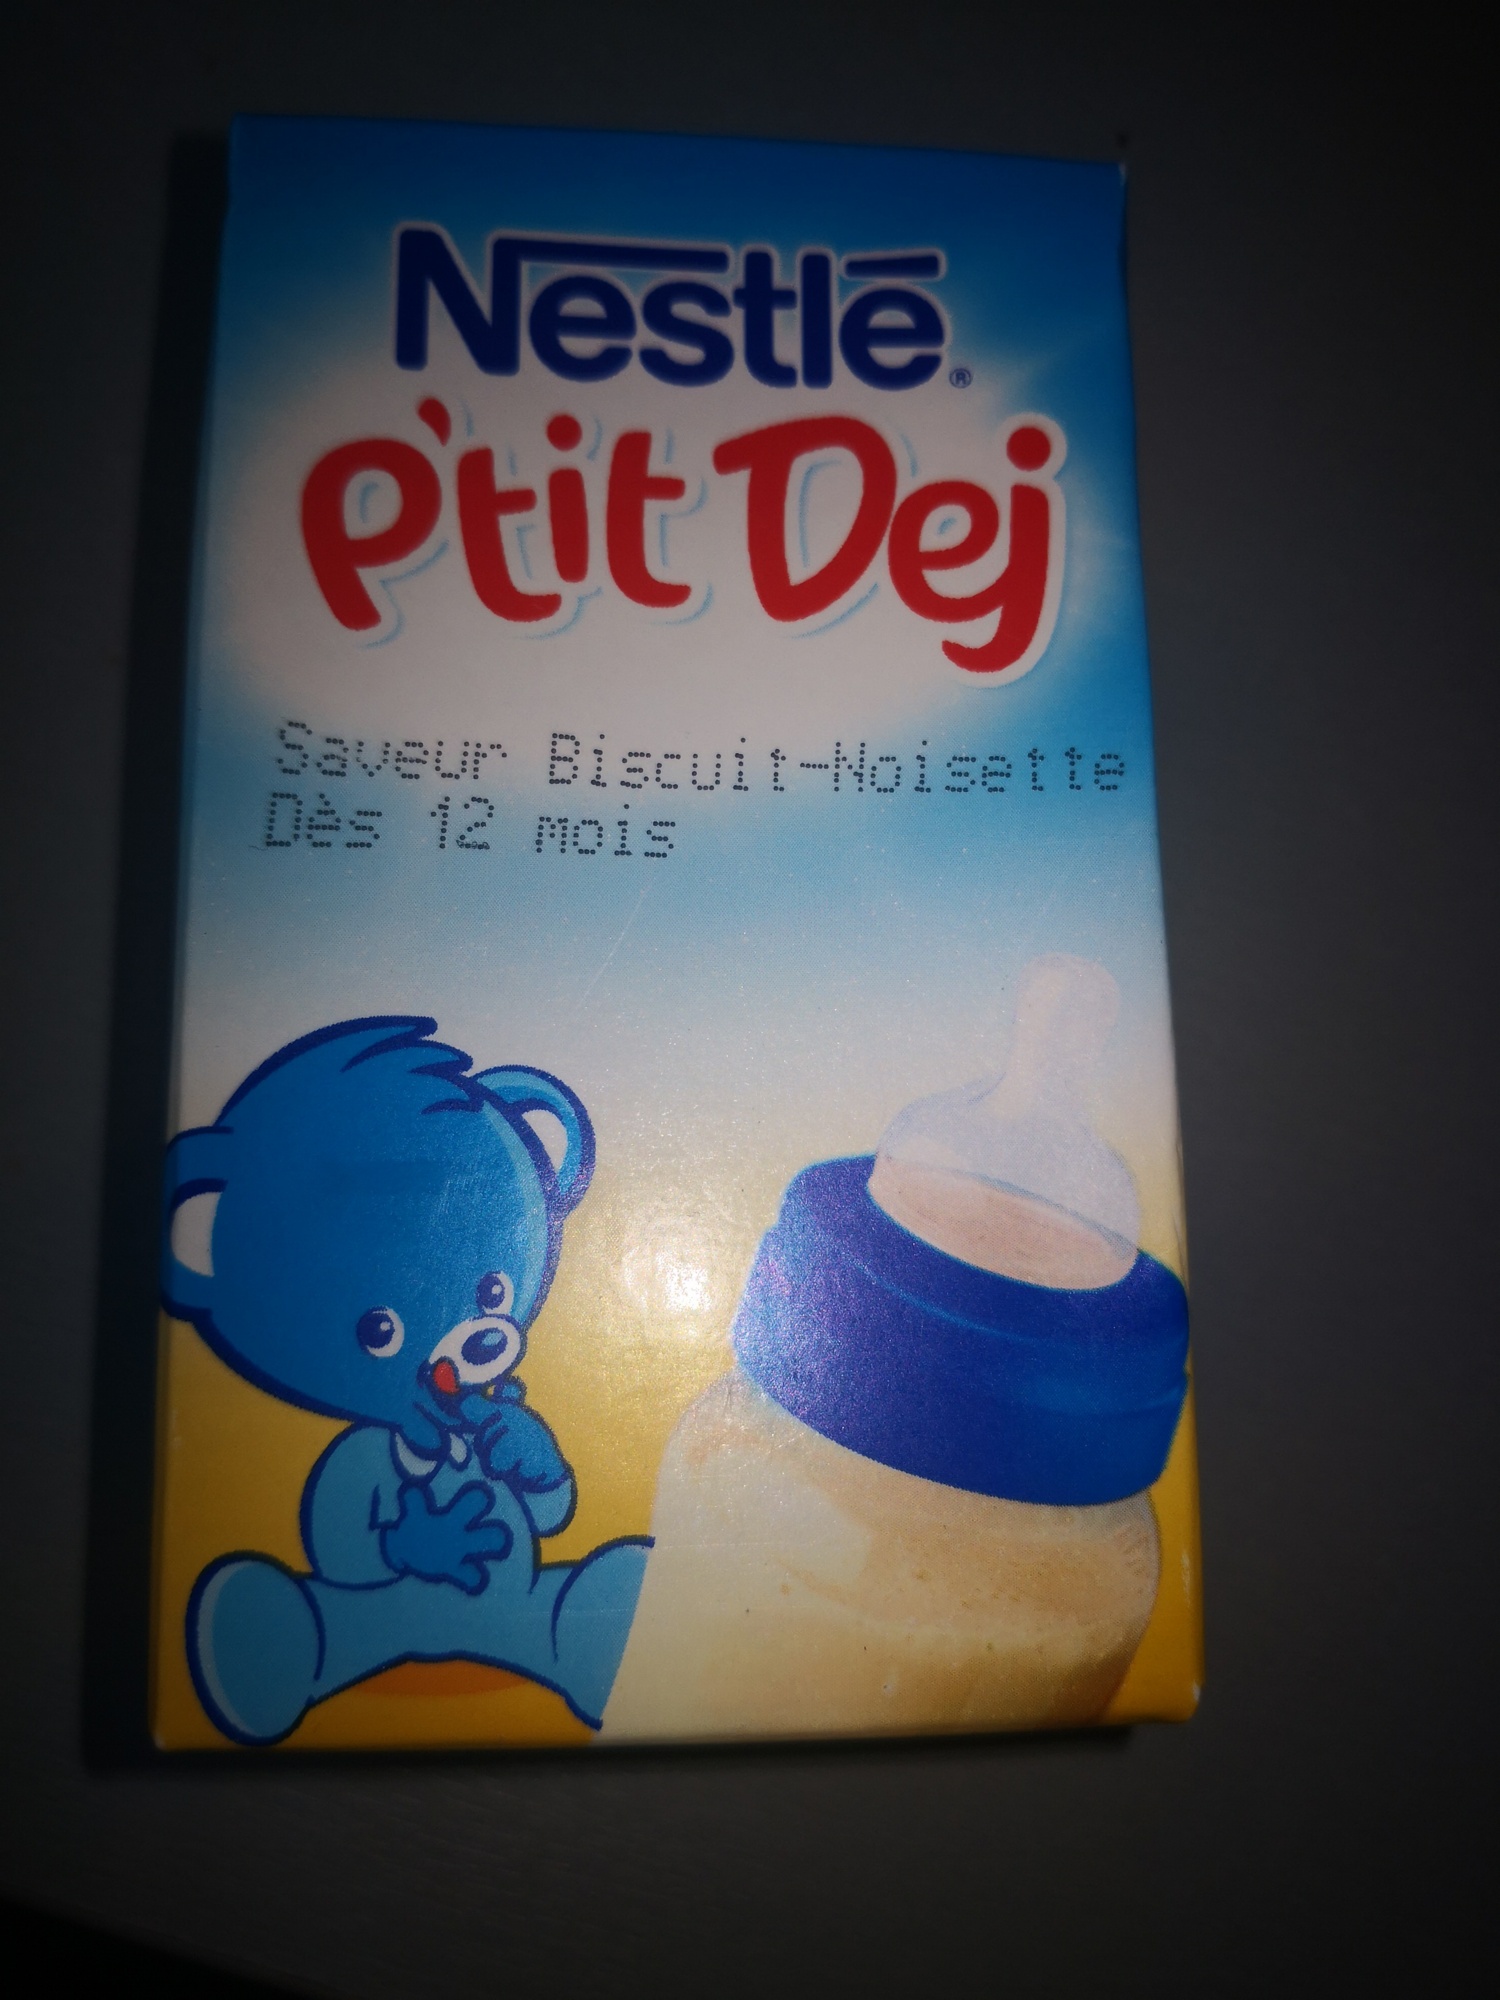 Nestlé®
P'tit Dej
Saveur Biscuit-Noisette
Dès 12 mois